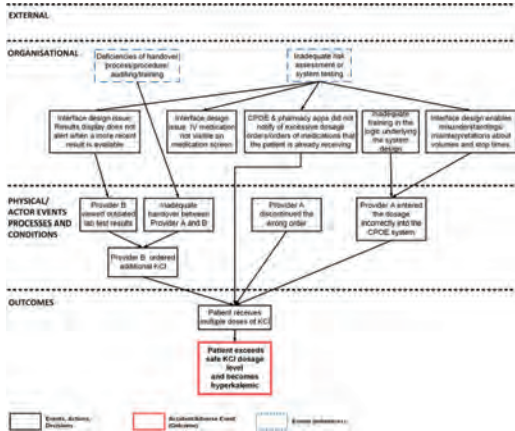 EXTERNAL
ORGANISATIONAL
Deficiencies of handover
process/procedure/
auditing/training
Inadequate risk
assessment or
system testing
Interface design issue:
Results display does not
alert when a more recent
result is available
Interface design
issue: IV medication
not visible on
medication screen
CPOE & pharmacy apps did not
notify of excessive dosage
orders/orders of medications that
the patient is already receiving
Inadequate
training in the
logic underlying
the system
design
Interface design enables
misunderstandings/
misinterpretations about
volumes and stop times.
PHYSICAL/
ACTOR EVENTS
PROCESSES AND
CONDITIONS
Provider B
viewed outdated
lab test results
Inadequate
handover between
Provider A and B
Provider A
discontinued the
wrong order
Provider A entered
the dosage
incorrectly into the
CPOE system
Provider B ordered
additional KCl
OUTCOMES
Patient receives
multiple doses of KCl
Patient exceeds
safe KCl dosage
level
and becomes
hyperkalemic
Events, Actions,
Decisions
Accident/Adverse Event
(Outcome)